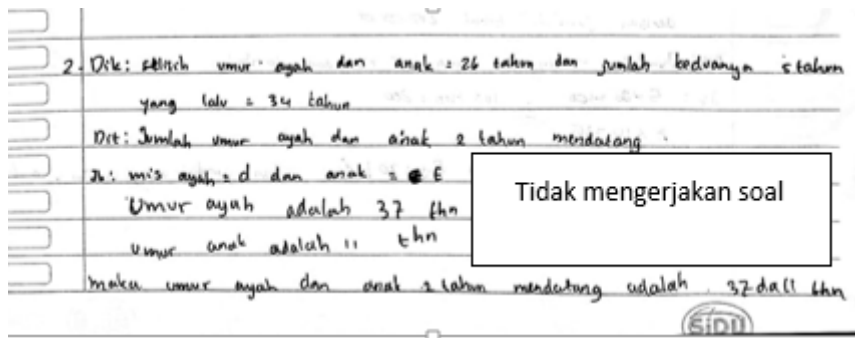 2. Dik: selisih umur ayah dan anak = 26 tahun dan jumlah keduanya 5 tahun
yang lalu = 34 tahun
Dit: Jumlah umur ayah dan anak 2 tahun mendatang.
Jb: mis ayah = d dan anak = E
Umur ayah adalah 37 thn
umur anak adalah 11 thn
Tidak mengerjakan soal
maka umur ayah dan anak 2 tahun mendatang adalah 37 da 11 thn
SIDU